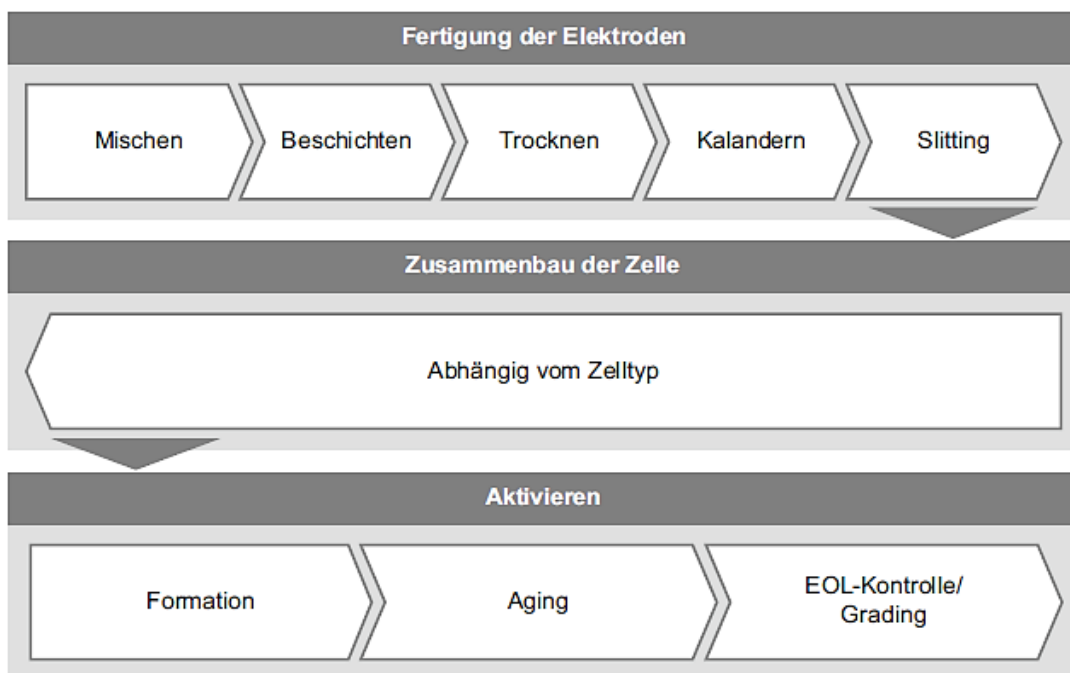 Fertigung der Elektroden
Mischen
Beschichten
Trocknen
Kalandern
Slitting
Zusammenbau der Zelle
Abhängig vom Zelltyp
Aktivieren
Formation
Aging
EOL-Kontrolle/
Grading